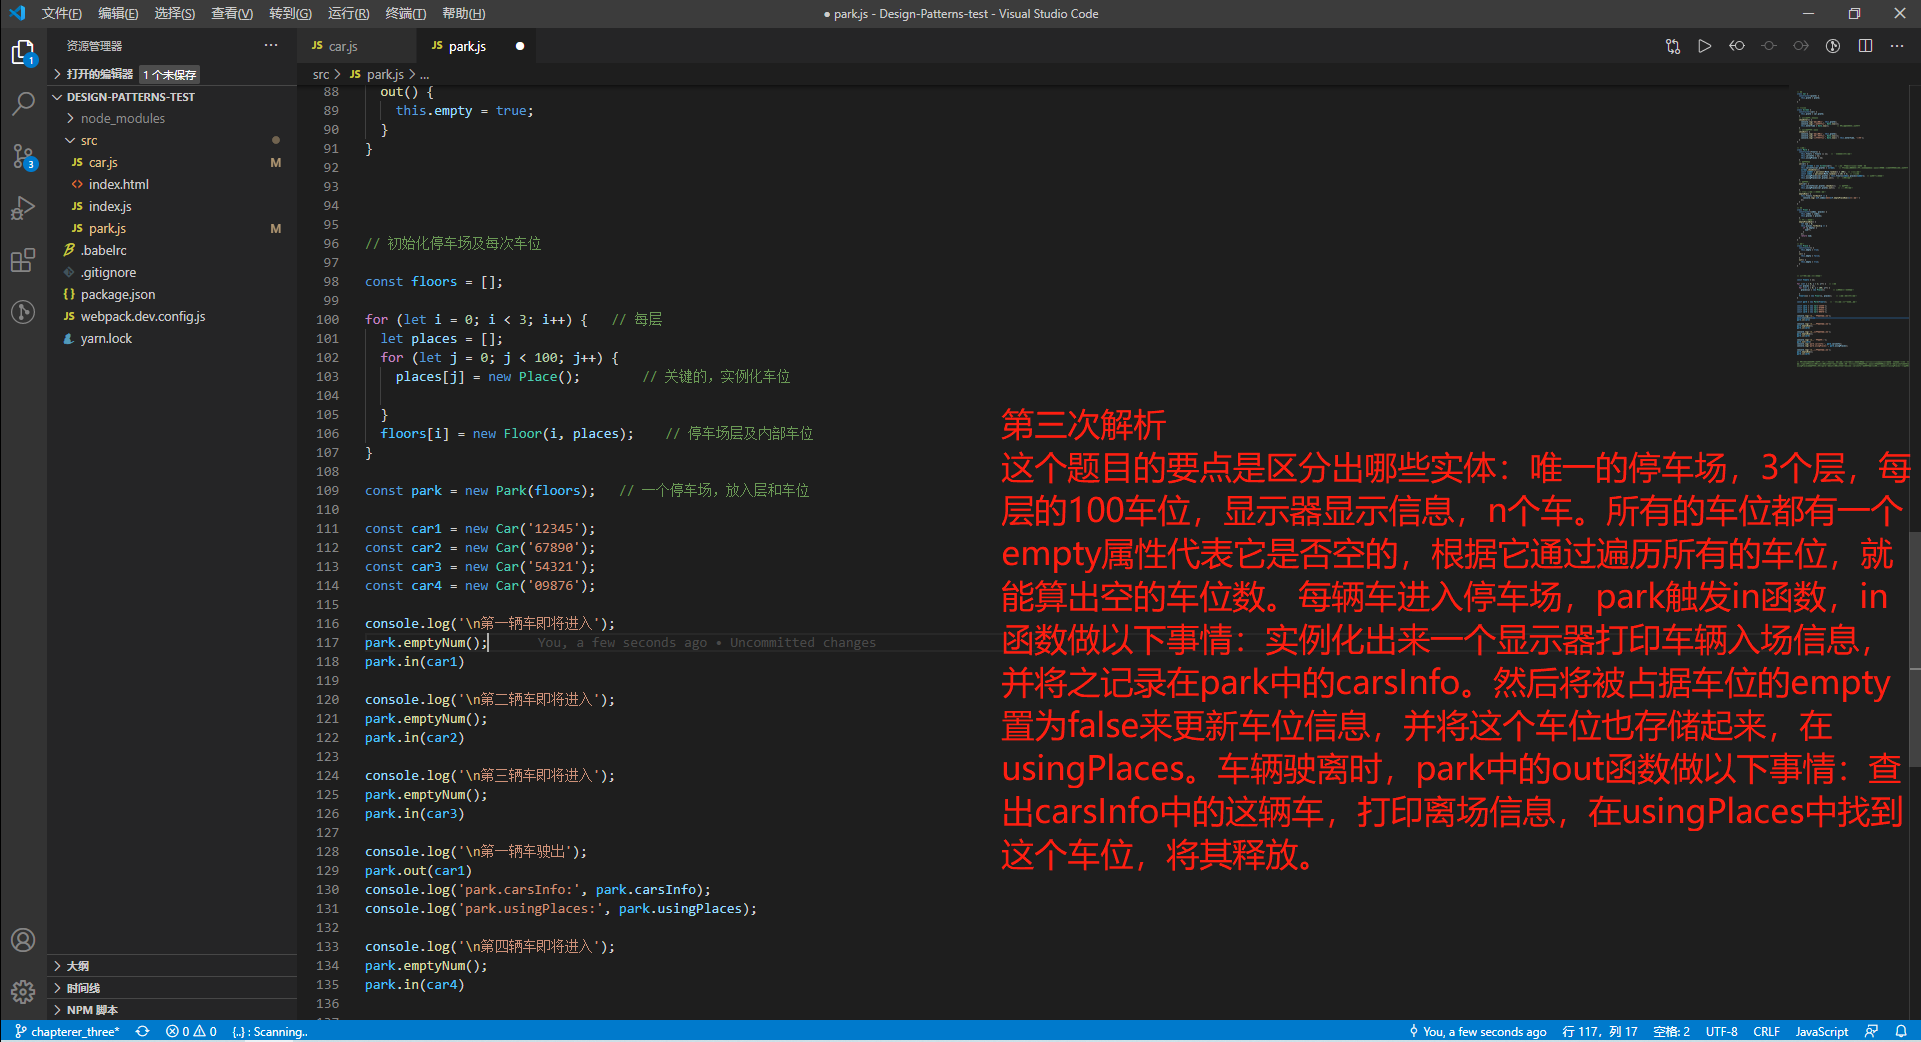 文件(F) 编辑(E) 选择(S) 查看(V) 转到(G) 运行(R) 终端(T) 帮助(H)
● park.js - Design-Patterns-test - Visual Studio Code
资源管理器 ···
JS car.js
JS park.js ●
打开的编辑器 1 个未保存
src > JS park.js > ...
DESIGN-PATTERNS-TEST
node_modules
src
JS car.js M
<> index.html
JS index.js
JS park.js M
.babelrc
.gitignore
{} package.json
JS webpack.dev.config.js
yarn.lock
大纲
时间线
NPM 脚本
1
3
88 out() {
89 this.empty = true;
90 }
91 }
92
93
94
95
96 // 初始化停车场及每次车位
97
98 const floors = [];
99
100 for (let i = 0; i < 3; i++) { // 每层
101 let places = [];
102 for (let j = 0; j < 100; j++) {
103 places[j] = new Place(); // 关键的，实例化车位
104
105 }
106 floors[i] = new Floor(i, places); // 停车场层及内部车位
107 }
108
109 const park = new Park(floors); // 一个停车场，放入层和车位
110
111 const car1 = new Car('12345');
112 const car2 = new Car('67890');
113 const car3 = new Car('54321');
114 const car4 = new Car('09876');
115
116 console.log('\n第一辆车即将进入');
117 park.emptyNum(); You, a few seconds ago • Uncommitted changes
118 park.in(car1)
119
120 console.log('\n第二辆车即将进入');
121 park.emptyNum();
122 park.in(car2)
123
124 console.log('\n第三辆车即将进入');
125 park.emptyNum();
126 park.in(car3)
127
128 console.log('\n第一辆车驶出');
129 park.out(car1)
130 console.log('park.carsInfo:', park.carsInfo);
131 console.log('park.usingPlaces:', park.usingPlaces);
132
133 console.log('\n第四辆车即将进入');
134 park.emptyNum();
135 park.in(car4)
136
第三次解析
这个题目的要点是区分出哪些实体：唯一的停车场，3个层，每
层的100车位，显示器显示信息，n个车。所有的车位都有一个
empty属性代表它是否空的，根据它通过遍历所有的车位，就
能算出空的车位数。每辆车进入停车场，park触发in函数，in
函数做以下事情：实例化出来一个显示器打印车辆入场信息，
并将之记录在park中的carsInfo。然后将被占据车位的empty
置为false来更新车位信息，并将这个车位也存储起来，在
usingPlaces。车辆驶离时，park中的out函数做以下事情：查
出carsInfo中的这辆车，打印离场信息，在usingPlaces中找到
这个车位，将其释放。
chapterer_three* 0 0 {..} : Scanning.. You, a few seconds ago 行 117，列 17 空格: 2 UTF-8 CRLF JavaScript